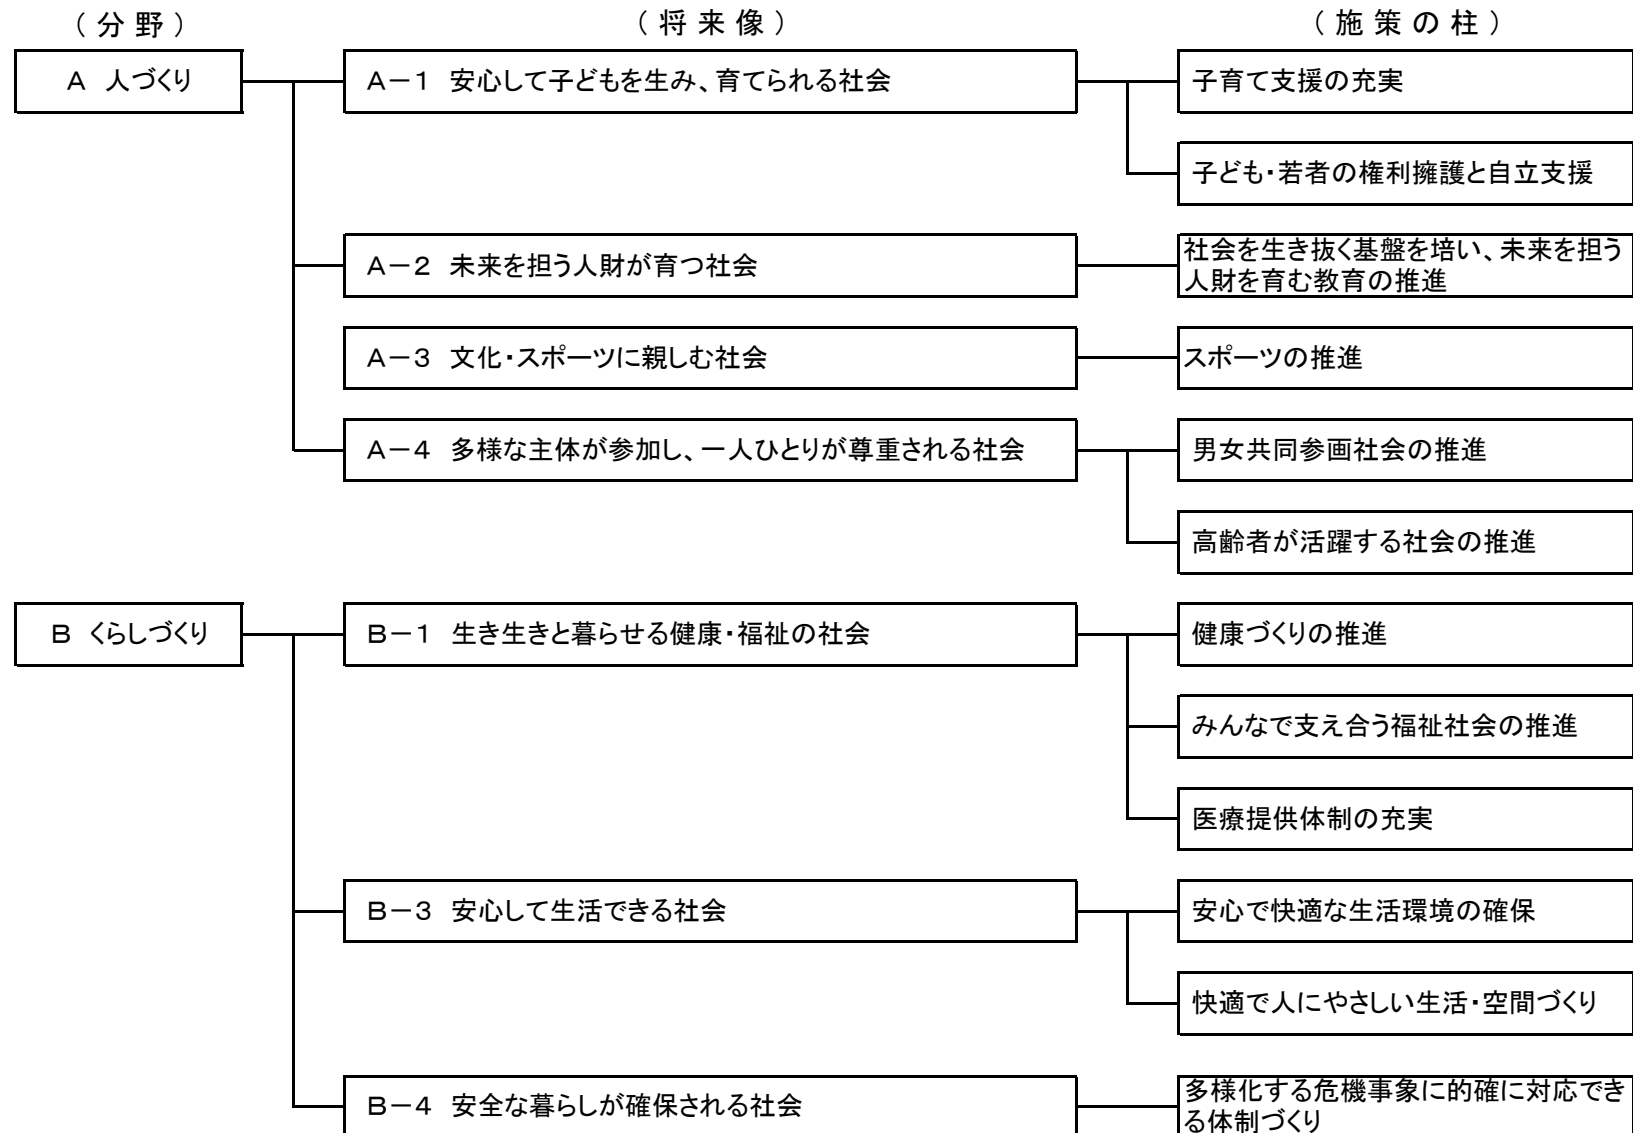 （分野）
（将来像）
（施策の柱）
A 人づくり
A－1 安心して子どもを生み、育てられる社会
子育て支援の充実
子ども・若者の権利擁護と自立支援
A－2 未来を担う人財が育つ社会
社会を生き抜く基盤を培い、未来を担う
人財を育む教育の推進
A－3 文化・スポーツに親しむ社会
スポーツの推進
A－4 多様な主体が参加し、一人ひとりが尊重される社会
男女共同参画社会の推進
高齢者が活躍する社会の推進
B くらしづくり
B－1 生き生きと暮らせる健康・福祉の社会
健康づくりの推進
みんなで支え合う福祉社会の推進
医療提供体制の充実
B－3 安心して生活できる社会
安心で快適な生活環境の確保
快適で人にやさしい生活・空間づくり
B－4 安全な暮らしが確保される社会
多様化する危機事象に的確に対応でき
る体制づくり